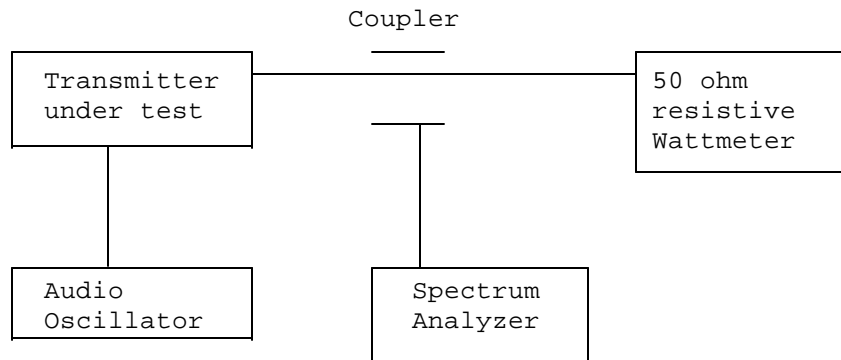 Coupler
Transmitter
under test
50 ohm
resistive
Wattmeter
Audio
Oscillator
Spectrum
Analyzer